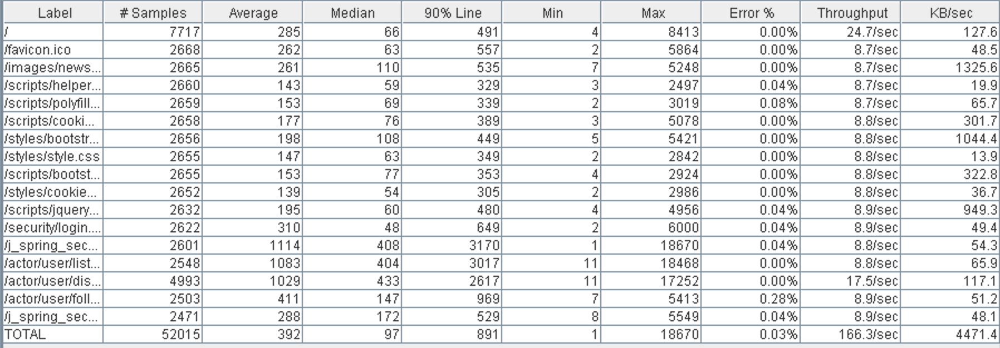 Label # Samples Average Median 90% Line Min Max Error % Throughput KB/sec
/ 7717 285 66 491 4 8413 0.00% 24.7/sec 127.6
/favicon.ico 2668 262 63 557 2 5864 0.00% 8.7/sec 48.5
/images/news... 2665 261 110 535 7 5248 0.00% 8.7/sec 1325.6
/scripts/helper... 2660 143 59 329 3 2497 0.04% 8.7/sec 19.9
/scripts/polyfill... 2659 153 69 339 2 3019 0.08% 8.7/sec 65.7
/scripts/cooki... 2658 177 76 389 3 5078 0.00% 8.8/sec 301.7
/styles/bootstr... 2656 198 108 449 5 5421 0.00% 8.8/sec 1044.4
/styles/style.css 2655 147 63 349 2 2842 0.00% 8.8/sec 13.9
/scripts/bootst... 2655 153 77 353 4 2924 0.00% 8.8/sec 322.8
/styles/cookie... 2652 139 54 305 2 2986 0.00% 8.8/sec 36.7
/scripts/jquery... 2632 195 60 480 4 4956 0.04% 8.9/sec 949.3
/security/login.... 2622 310 48 649 2 6000 0.04% 8.9/sec 49.4
/j_spring_sec... 2601 1114 408 3170 1 18670 0.04% 8.8/sec 54.3
/actor/user/list... 2548 1083 404 3017 11 18468 0.00% 8.8/sec 65.9
/actor/user/dis... 4993 1029 433 2617 11 17252 0.00% 17.5/sec 117.1
/actor/user/foll... 2503 411 147 969 7 5413 0.28% 8.9/sec 51.2
/j_spring_sec... 2471 288 172 529 8 5549 0.04% 8.9/sec 48.1
TOTAL 52015 392 97 891 1 18670 0.03% 166.3/sec 4471.4